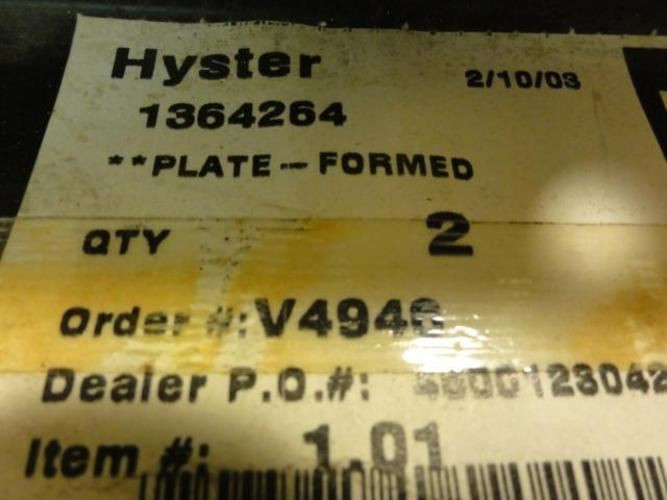 Hyster 2/10/03
1364264
**PLATE-FORMED
QTY 2
Order #:
Dealer P.O.#:
Item #: 1.01